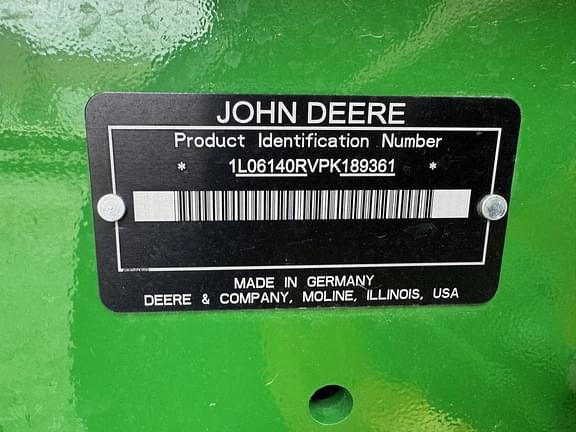 JOHN DEERE
Product Identification Number
* 1L06140RVPK189361 *
MADE IN GERMANY
DEERE & COMPANY, MOLINE, ILLINOIS, USA